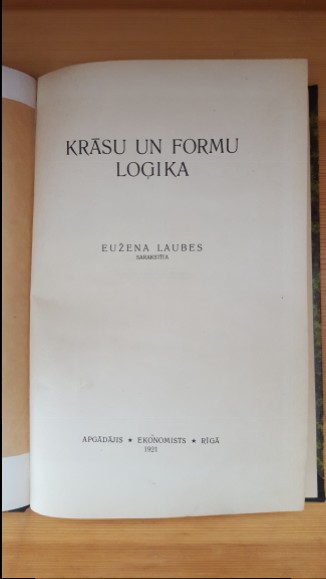 KRĀSU UN FORMU
LOĢIKA
EUŽENA LAUBES
SARAKSTĪTA
APGĀDĀJIS ★ EKONOMISTS ★ RĪGĀ
1921